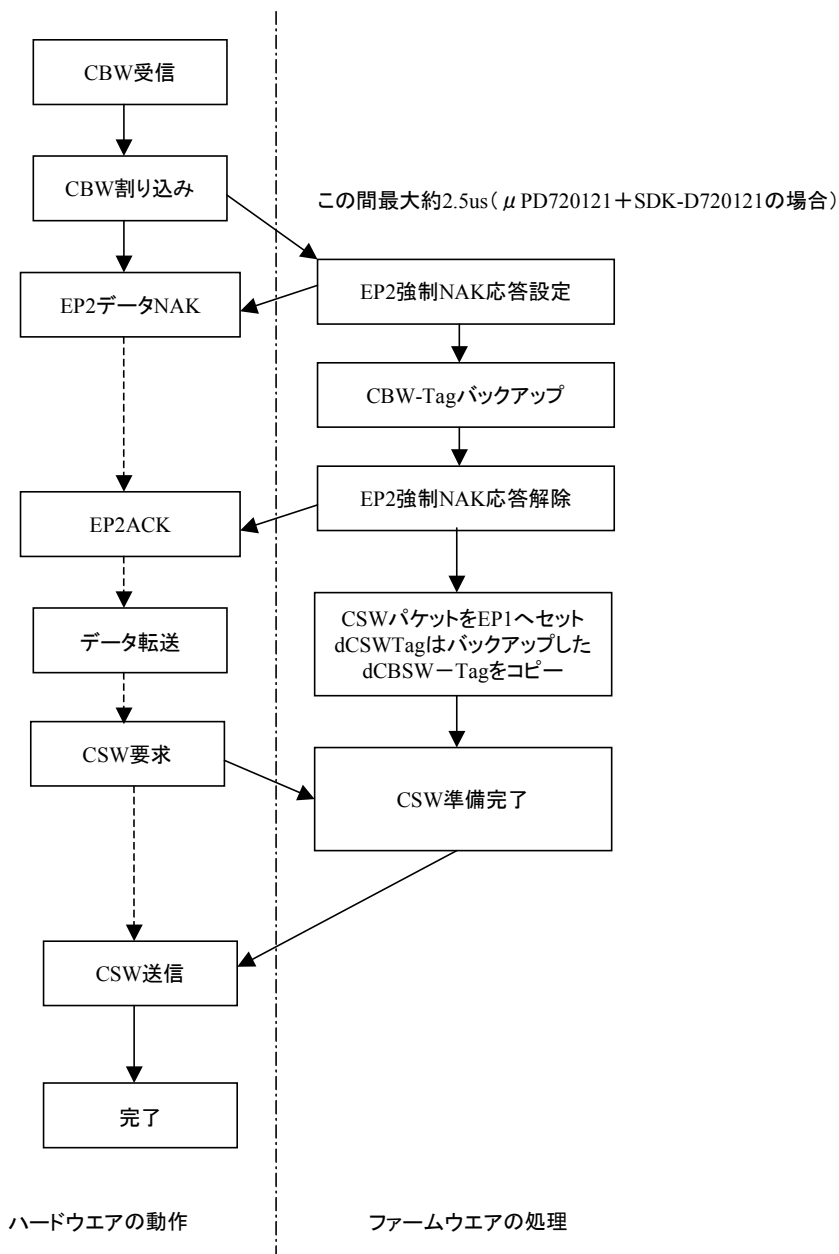 CBW受信
CBW割り込み
この間最大約2.5us（μPD720121＋SDK-D720121の場合）
EP2データNAK
EP2強制NAK応答設定
CBW-Tagバックアップ
EP2強制NAK応答解除
EP2ACK
CSWパケットをEP1へセット
dCSWTagはバックアップした
dCBSW－Tagをコピー
データ転送
CSW要求
CSW準備完了
CSW送信
完了
ハードウエアの動作
ファームウエアの処理